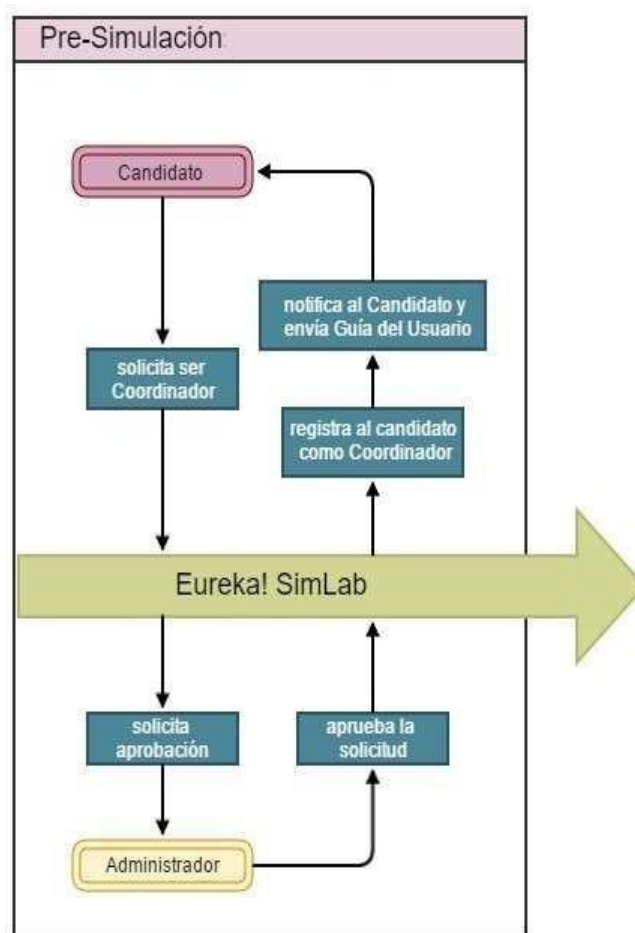 Pre-Simulación
Candidato
notifica al Candidato y
envía Guía del Usuario
solicita ser
Coordinador
registra al candidato
como Coordinador
Eureka! SimLab
solicita
aprobación
aprueba la
solicitud
Administrador